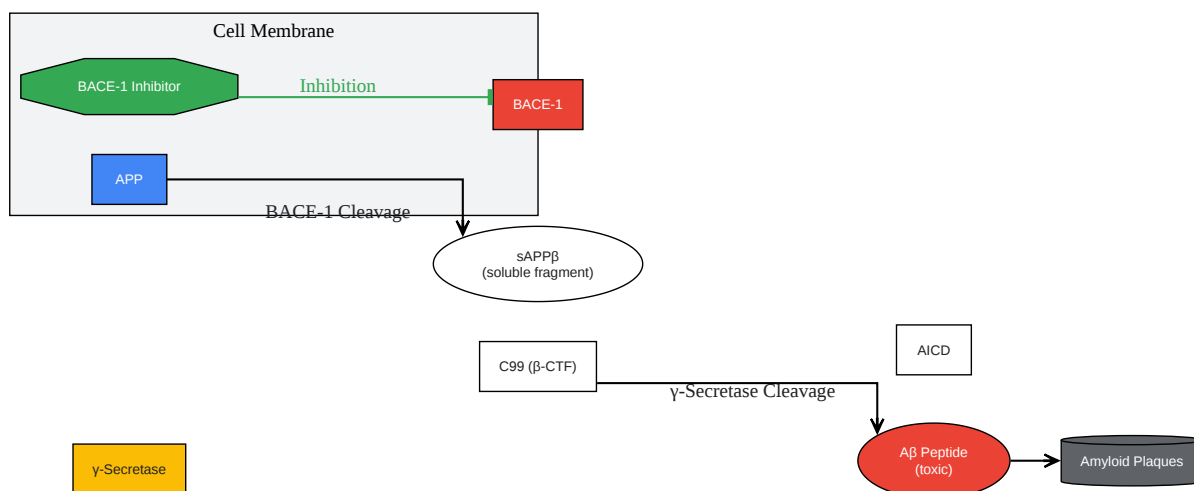 Cell Membrane
BACE-1 Inhibitor
Inhibition
BACE-1
APP
BACE-1 Cleavage
sAPPβ
(soluble fragment)
C99 (β-CTF)
AICD
γ-Secretase Cleavage
γ-Secretase
Aβ Peptide
(toxic)
Amyloid Plaques